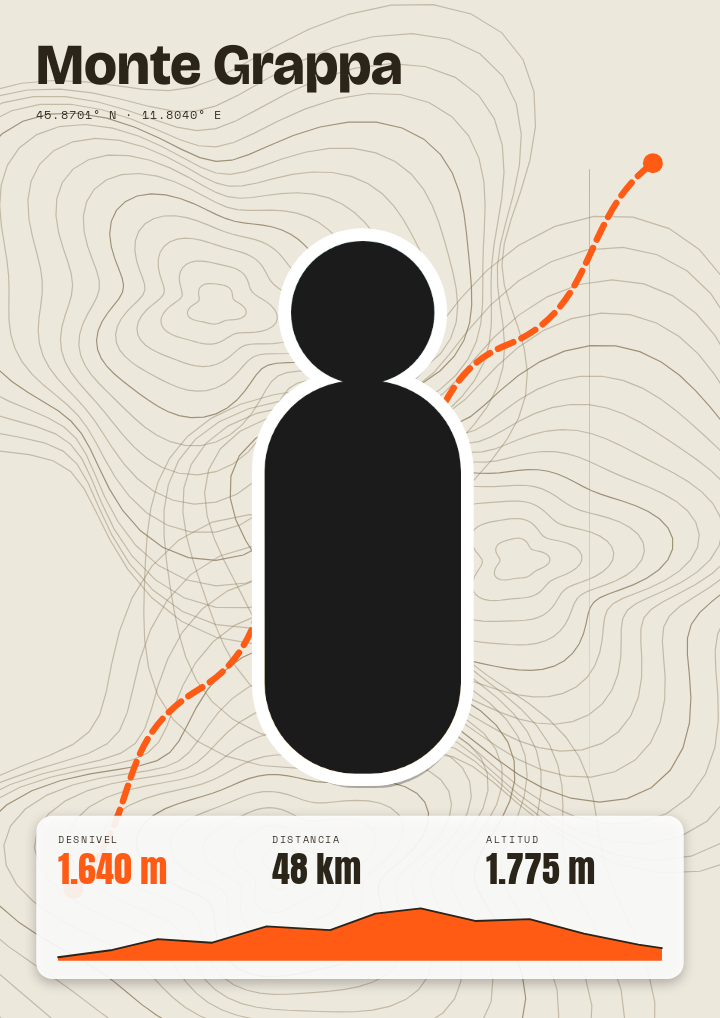 Monte Grappa
45.8701° N · 11.8040° E
DESNIVEL DISTANCIA ALTITUD
1.640 m 48 km 1.775 m